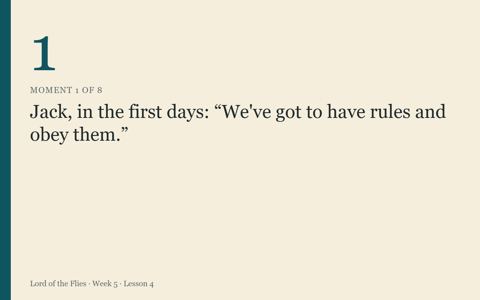 1
MOMENT 1 OF 8
Jack, in the first days: “We've got to have rules and
obey them.”
Lord of the Flies · Week 5 · Lesson 4